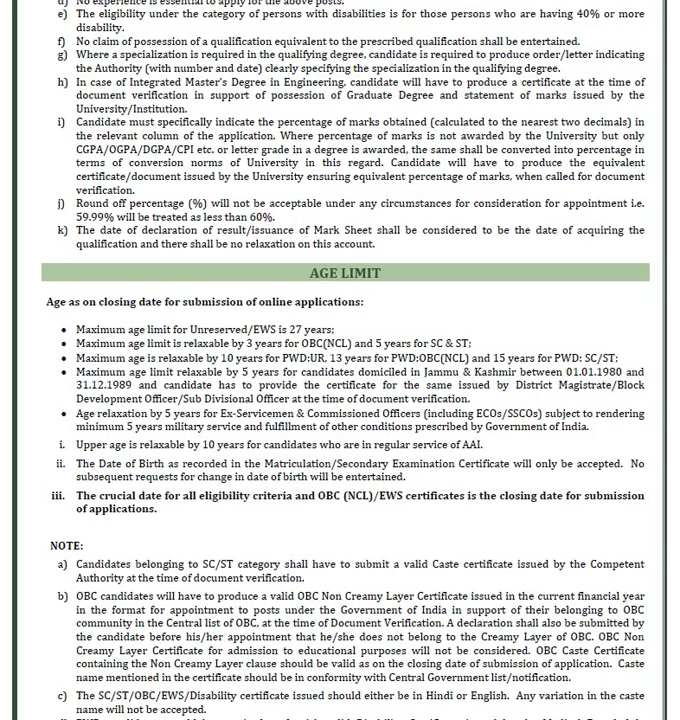 d) No experience is essential to apply for the above posts.
e) The eligibility under the category of persons with disabilities is for those persons who are having 40% or more
disability.
f) No claim of possession of a qualification equivalent to the prescribed qualification shall be entertained.
g) Where a specialization is required in the qualifying degree, candidate is required to produce order/letter indicating
the Authority (with number and date) clearly specifying the specialization in the qualifying degree.
h) In case of Integrated Master's Degree in Engineering, candidate will have to produce a certificate at the time of
document verification in support of possession of Graduate Degree and statement of marks issued by the
University/Institution.
i) Candidate must specifically indicate the percentage of marks obtained (calculated to the nearest two decimals) in
the relevant column of the application. Where percentage of marks is not awarded by the University but only
CGPA/OGPA/DGPA/CPI etc. or letter grade in a degree is awarded, the same shall be converted into percentage in
terms of conversion norms of University in this regard. Candidate will have to produce the equivalent
certificate/document issued by the University ensuring equivalent percentage of marks, when called for document
verification.
j) Round off percentage (%) will not be acceptable under any circumstances for consideration for appointment i.e.
59.99% will be treated as less than 60%.
k) The date of declaration of result/issuance of Mark Sheet shall be considered to be the date of acquiring the
qualification and there shall be no relaxation on this account.
AGE LIMIT
Age as on closing date for submission of online applications:
• Maximum age limit for Unreserved/EWS is 27 years;
• Maximum age limit is relaxable by 3 years for OBC(NCL) and 5 years for SC & ST;
• Maximum age is relaxable by 10 years for PWD:UR, 13 years for PWD:OBC(NCL) and 15 years for PWD: SC/ST;
• Maximum age limit relaxable by 5 years for candidates domiciled in Jammu & Kashmir between 01.01.1980 and
31.12.1989 and candidate has to provide the certificate for the same issued by District Magistrate/Block
Development Officer/Sub Divisional Officer at the time of document verification.
• Age relaxation by 5 years for Ex-Servicemen & Commissioned Officers (including ECOs/SSCOs) subject to rendering
minimum 5 years military service and fulfillment of other conditions prescribed by Government of India.
i. Upper age is relaxable by 10 years for candidates who are in regular service of AAI.
ii. The Date of Birth as recorded in the Matriculation/Secondary Examination Certificate will only be accepted. No
subsequent requests for change in date of birth will be entertained.
iii. The crucial date for all eligibility criteria and OBC (NCL)/EWS certificates is the closing date for submission
of applications.
NOTE:
a) Candidates belonging to SC/ST category shall have to submit a valid Caste certificate issued by the Competent
Authority at the time of document verification.
b) OBC candidates will have to produce a valid OBC Non Creamy Layer Certificate issued in the current financial year
in the format for appointment to posts under the Government of India in support of their belonging to OBC
community in the Central list of OBC, at the time of Document Verification. A declaration shall also be submitted by
the candidate before his/her appointment that he/she does not belong to the Creamy Layer of OBC. OBC Non
Creamy Layer Certificate for admission to educational purposes will not be considered. OBC Caste Certificate
containing the Non Creamy Layer clause should be valid as on the closing date of submission of application. Caste
name mentioned in the certificate should be in conformity with Central Government list/notification.
c) The SC/ST/OBC/EWS/Disability certificate issued should either be in Hindi or English. Any variation in the caste
name will not be accepted.